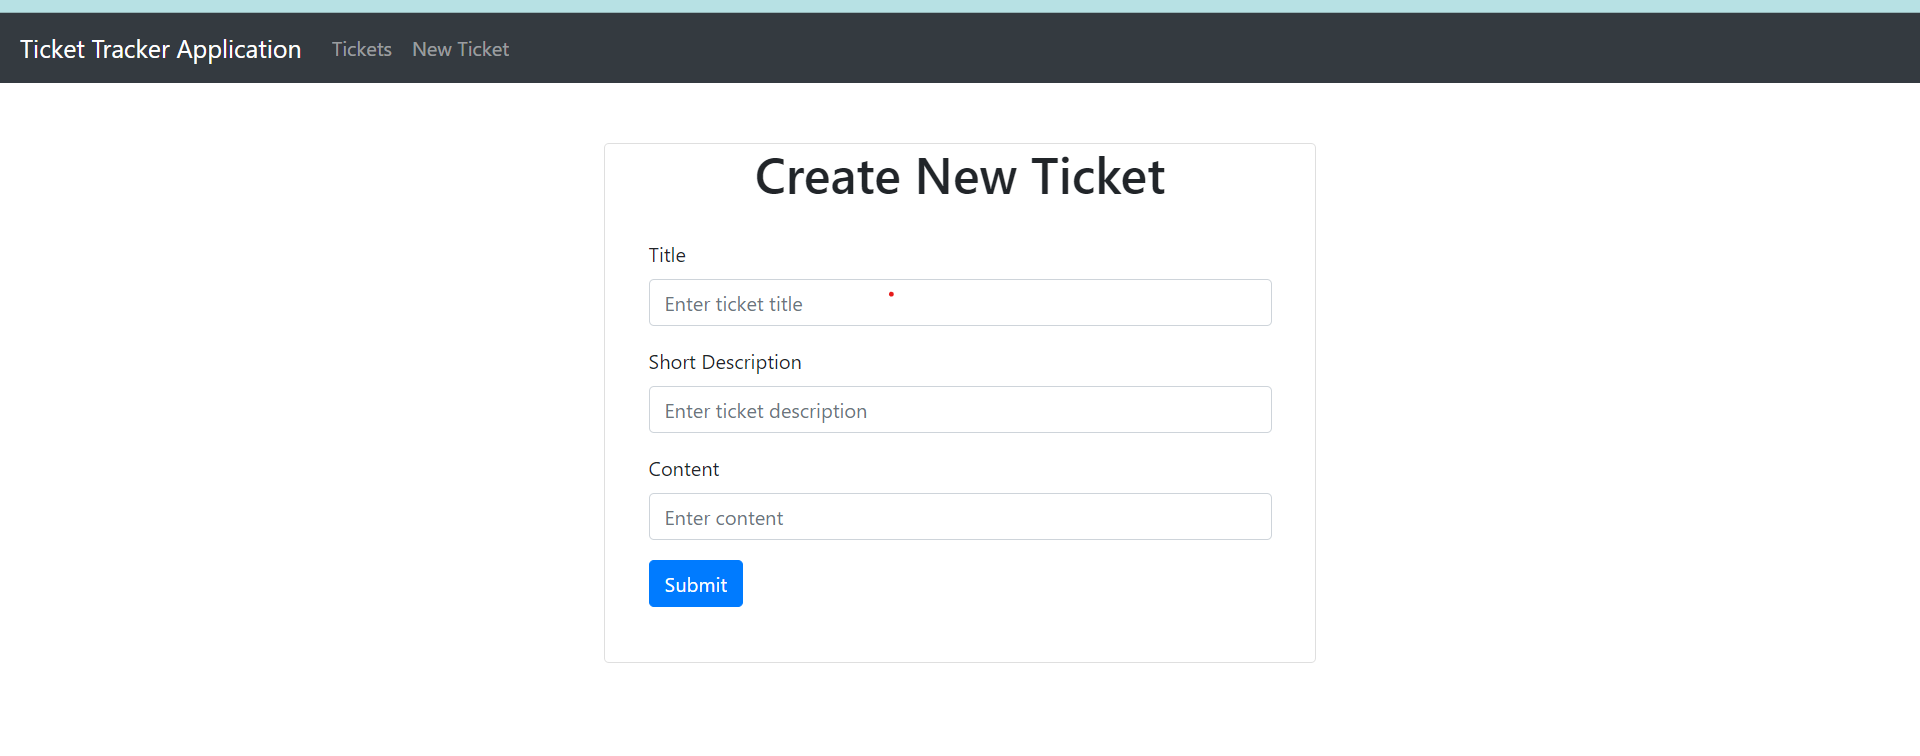 Ticket Tracker Application Tickets New Ticket
Create New Ticket
Title
Enter ticket title
Short Description
Enter ticket description
Content
Enter content
Submit